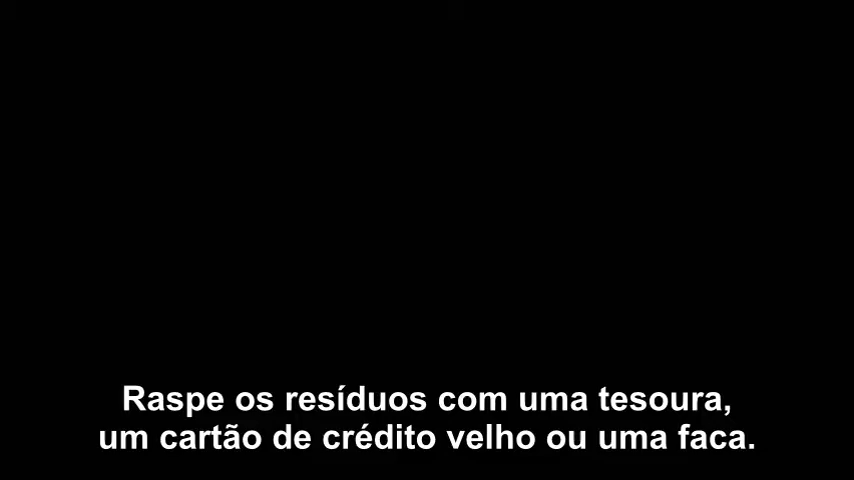 Raspe os resíduos com uma tesoura,
um cartão de crédito velho ou uma faca.